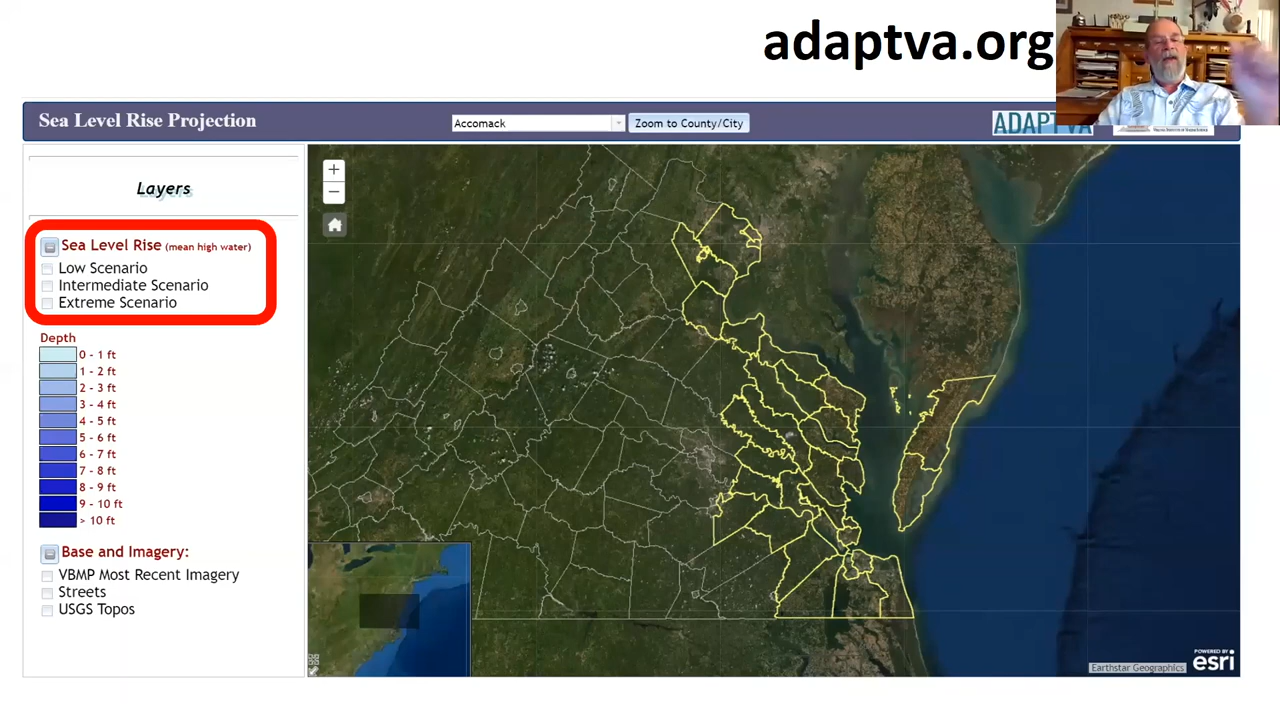 adaptva.org
Sea Level Rise Projection
Accomack
Zoom to County/City
ADAPTVA
Layers
+
−
Sea Level Rise (mean high water)
Low Scenario
Intermediate Scenario
Extreme Scenario
Depth
0 - 1 ft
1 - 2 ft
2 - 3 ft
3 - 4 ft
4 - 5 ft
5 - 6 ft
6 - 7 ft
7 - 8 ft
8 - 9 ft
9 - 10 ft
> 10 ft
Base and Imagery:
VBMP Most Recent Imagery
Streets
USGS Topos
POWERED BY
esri
Earthstar Geographics